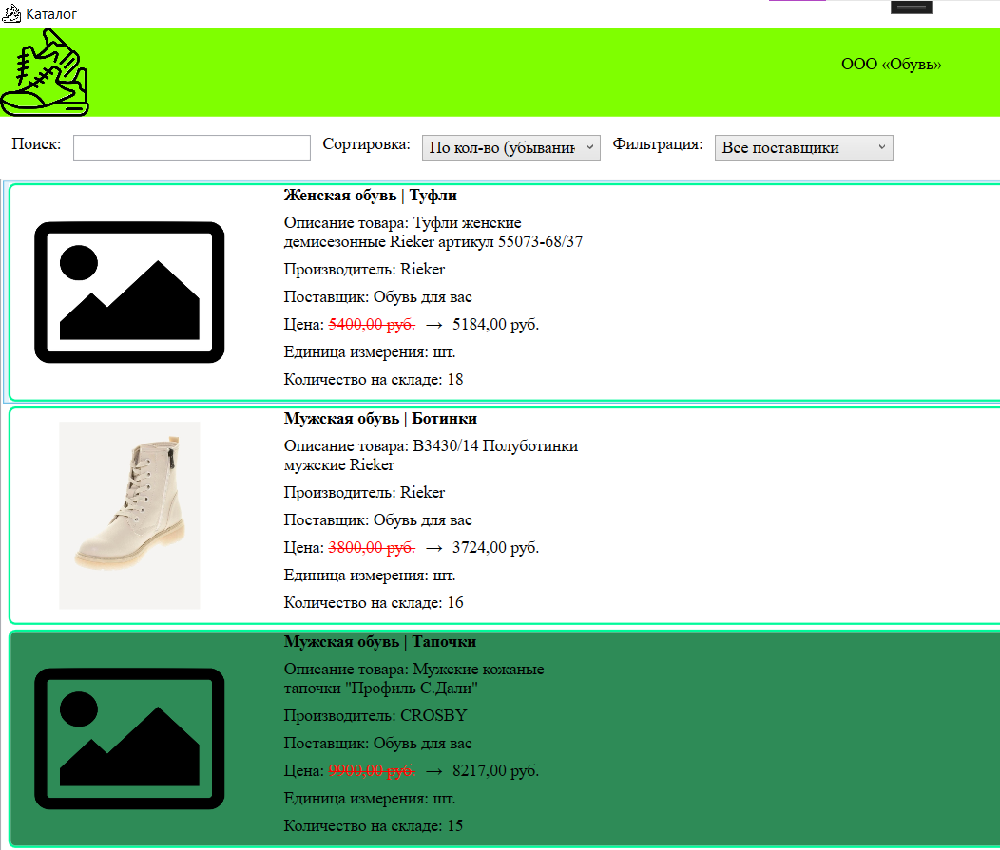 Каталог
ООО «Обувь»
Поиск: Сортировка: По кол-во (убывани Фильтрация: Все поставщики
Женская обувь | Туфли
Описание товара: Туфли женские
демисезонные Rieker артикул 55073-68/37
Производитель: Rieker
Поставщик: Обувь для вас
Цена: 5400,00 руб. → 5184,00 руб.
Единица измерения: шт.
Количество на складе: 18
Мужская обувь | Ботинки
Описание товара: B3430/14 Полуботинки
мужские Rieker
Производитель: Rieker
Поставщик: Обувь для вас
Цена: 3800,00 руб. → 3724,00 руб.
Единица измерения: шт.
Количество на складе: 16
Мужская обувь | Тапочки
Описание товара: Мужские кожаные
тапочки "Профиль С.Дали"
Производитель: CROSBY
Поставщик: Обувь для вас
Цена: 9900,00 руб. → 8217,00 руб.
Единица измерения: шт.
Количество на складе: 15